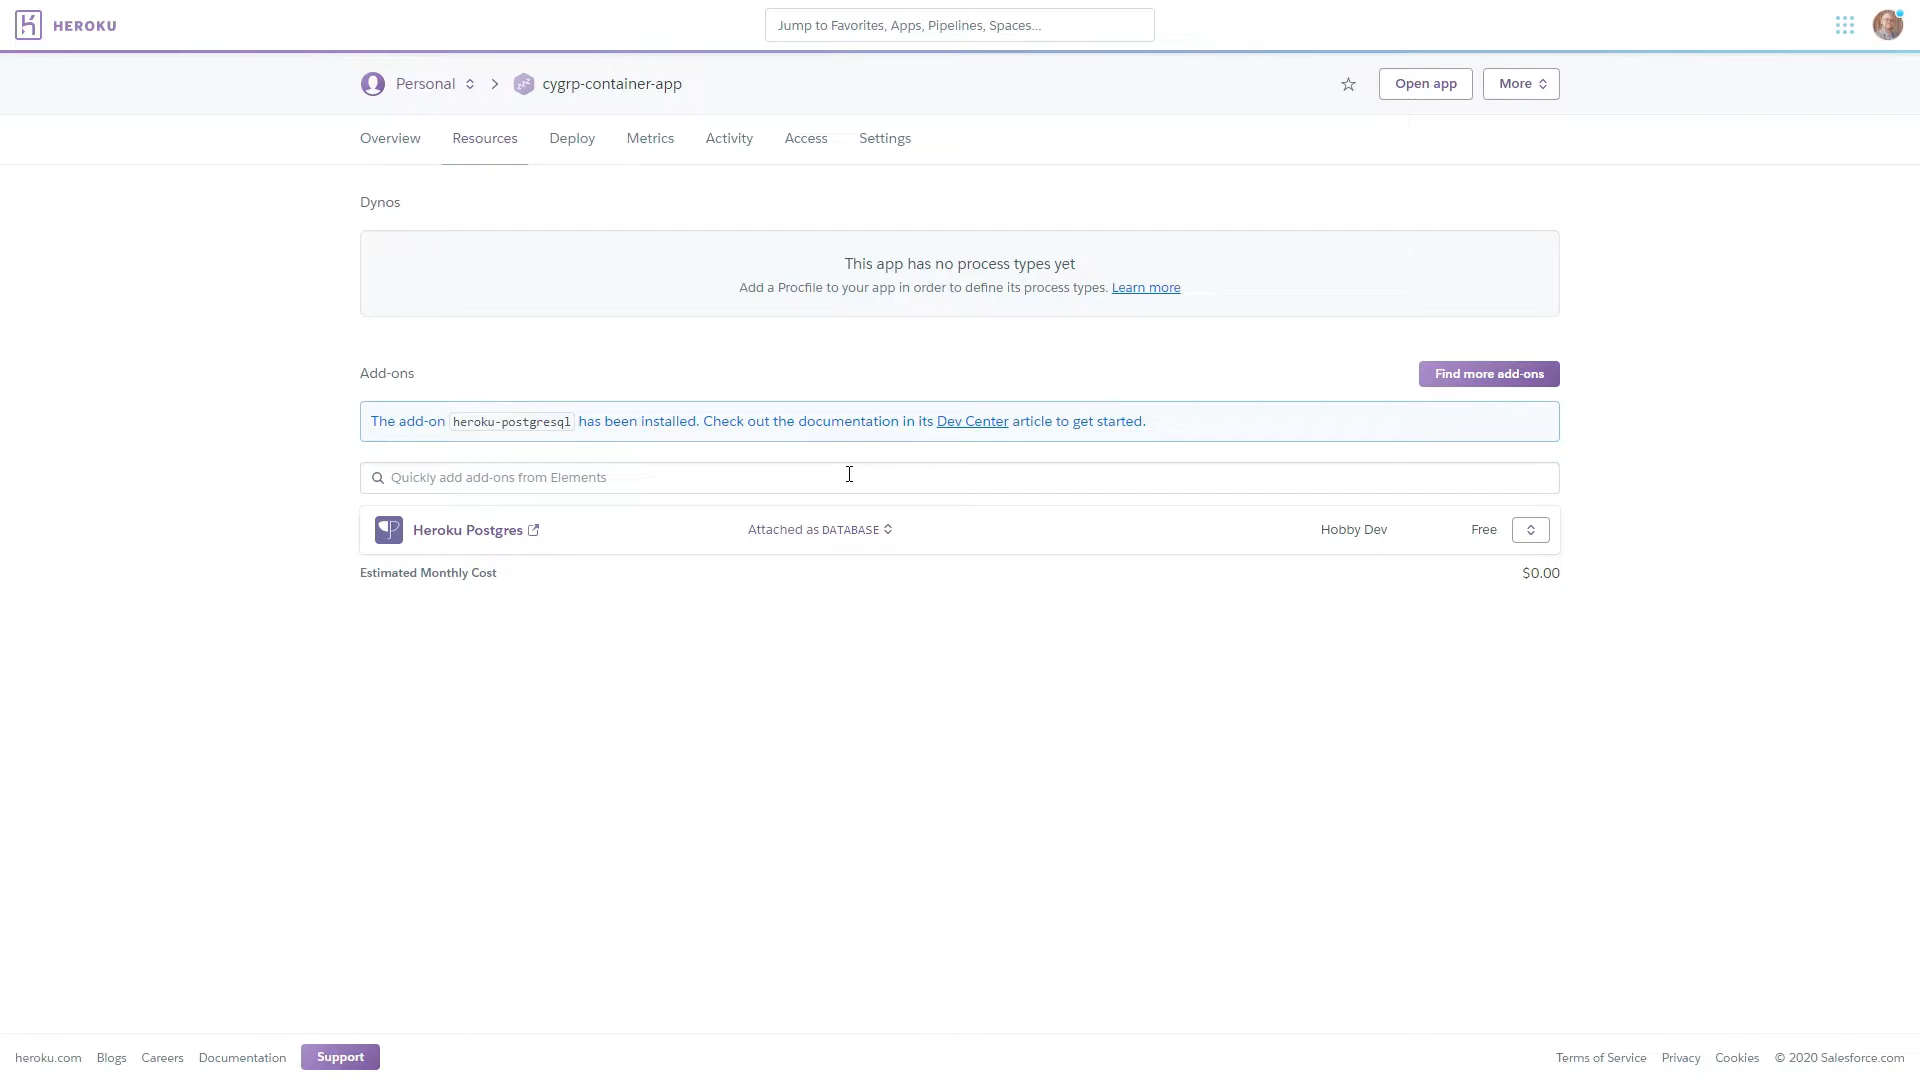 HEROKU
Jump to Favorites, Apps, Pipelines, Spaces...
Personal
cygrp-container-app
Open app
More
Overview
Resources
Deploy
Metrics
Activity
Access
Settings
Dynos
This app has no process types yet
Add a Procfile to your app in order to define its process types. Learn more
Add-ons
Find more add-ons
The add-on heroku-postgresql has been installed. Check out the documentation in its Dev Center article to get started.
Quickly add add-ons from Elements
Heroku Postgres
Attached as DATABASE
Hobby Dev
Free
Estimated Monthly Cost
$0.00
heroku.com
Blogs
Careers
Documentation
Support
Terms of Service
Privacy
Cookies
© 2020 Salesforce.com